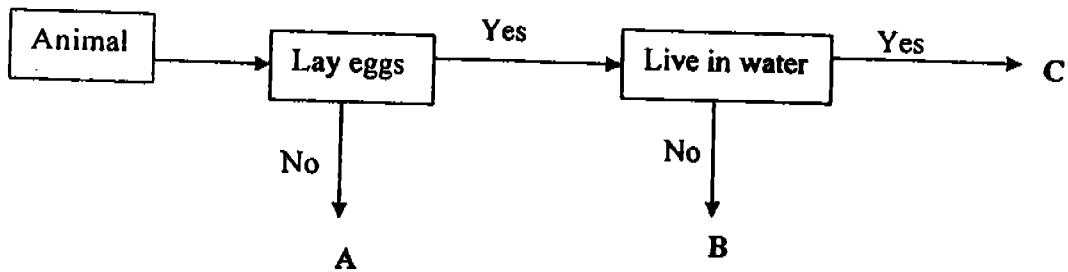 Animal
Lay eggs
Yes
Live in water
Yes
C
No
No
A
B